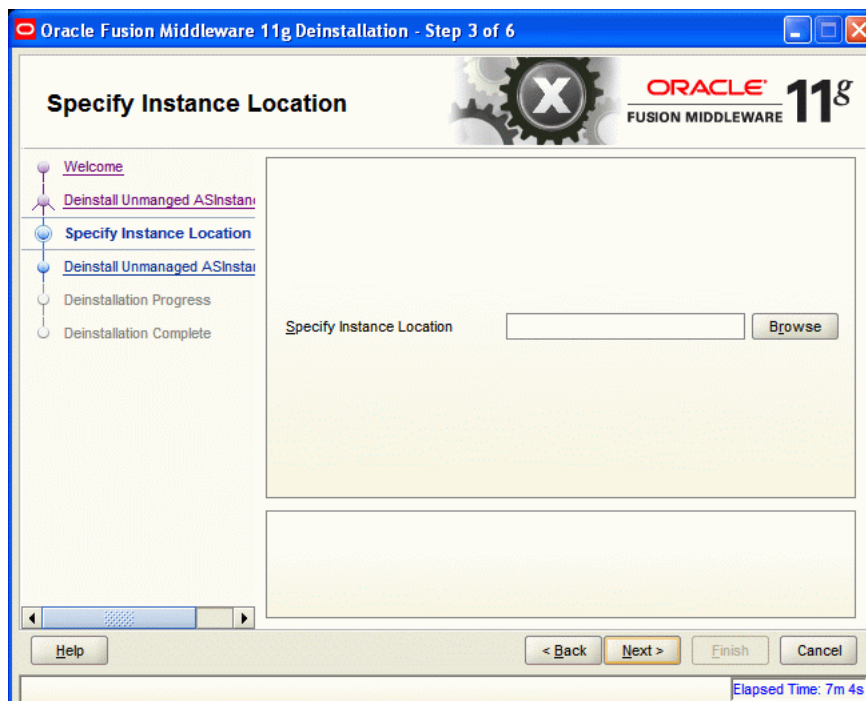 Oracle Fusion Middleware 11g Deinstallation - Step 3 of 6
Specify Instance Location
X
ORACLE
FUSION MIDDLEWARE
11g
Welcome
Deinstall Unmanged ASInstan
Specify Instance Location
Deinstall Unmanaged ASInstan
Deinstallation Progress
Deinstallation Complete
Specify Instance Location
Browse
Help
< Back
Next >
Finish
Cancel
Elapsed Time: 7m 4s